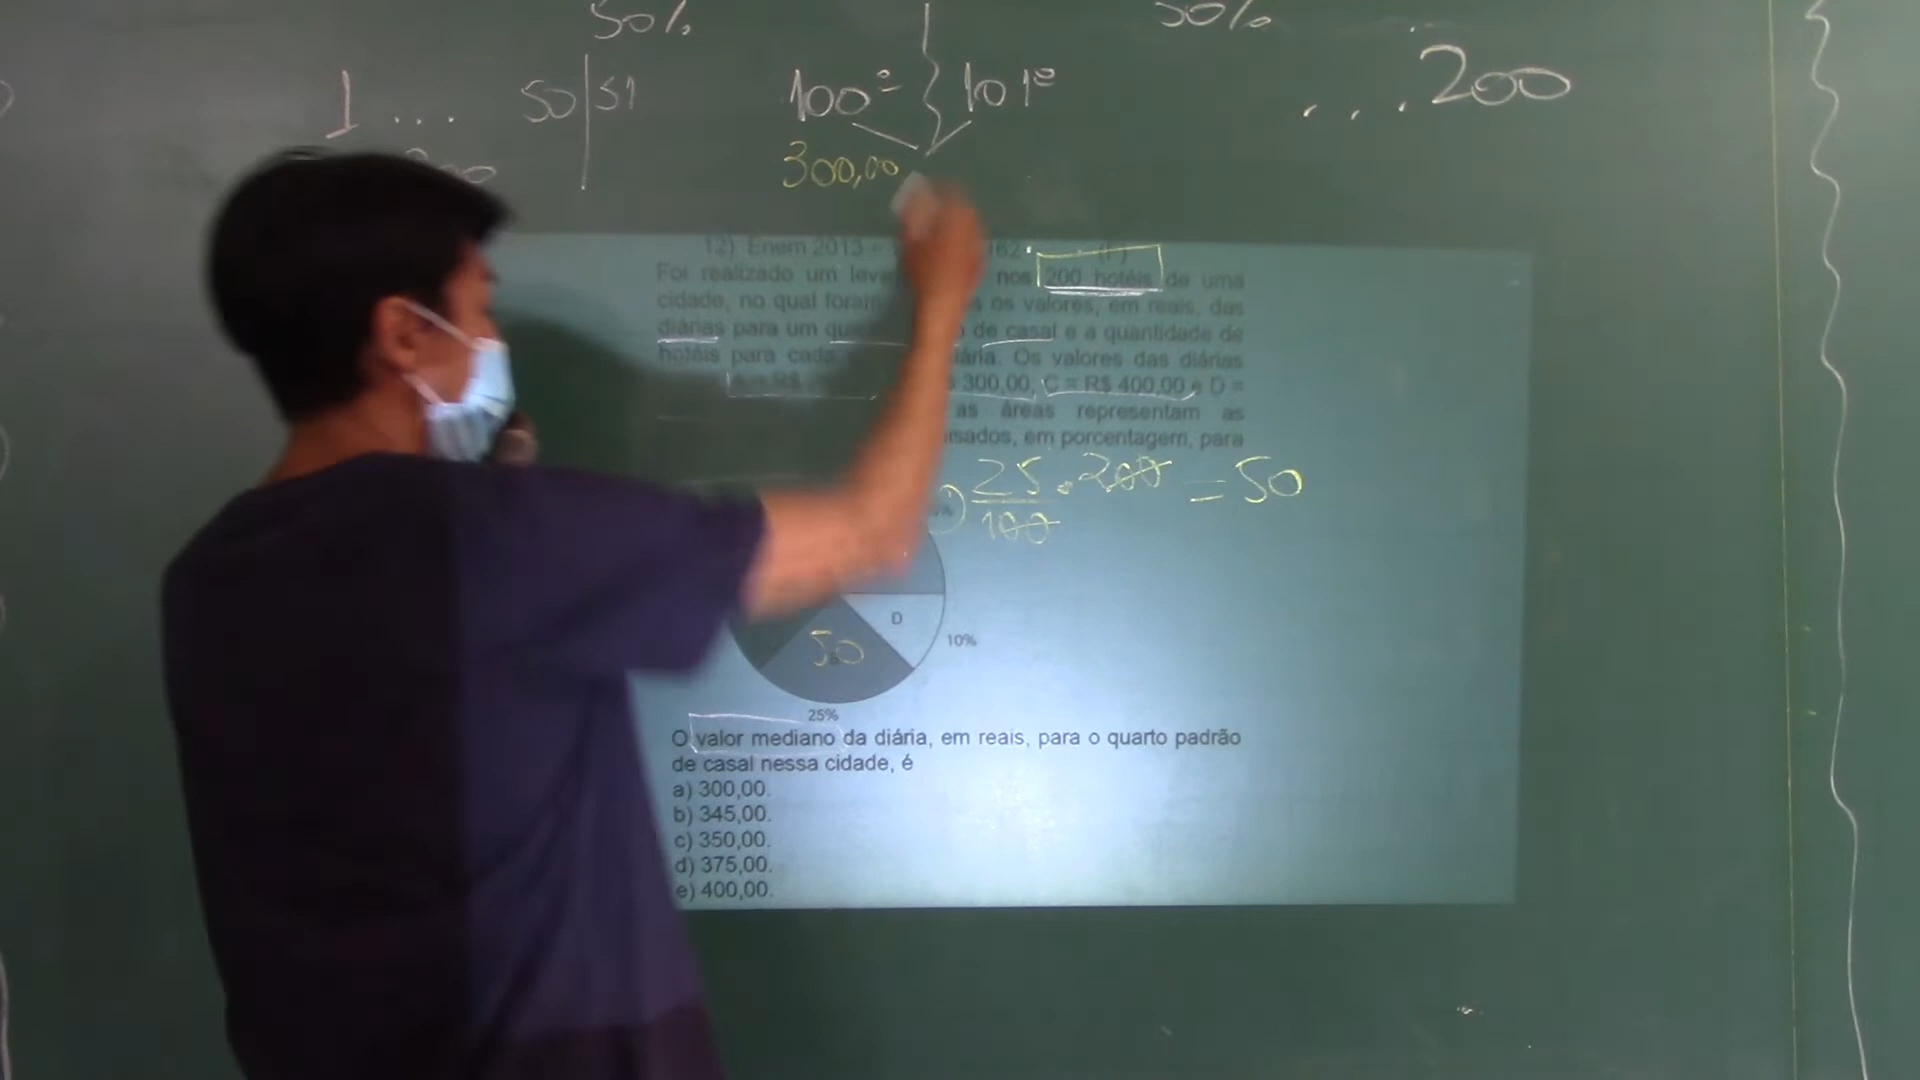 50% 50%
1 ... 50|51 100º 101º ...200
300,00
12) Enem 2013 – 162
Foi realizado um nos 200 hotéis de uma
cidade, no qual foram os valores, em reais, das
diárias para um de casal e a quantidade de
hotéis para cada Os valores das diárias
A = R$ 300,00, C = R$ 400,00 e D =
as áreas representam as
em porcentagem, para
25/100 . 200 = 50
D
50
10%
25%
O valor mediano da diária, em reais, para o quarto padrão
de casal nessa cidade, é
a) 300,00.
b) 345,00.
c) 350,00.
d) 375,00.
e) 400,00.